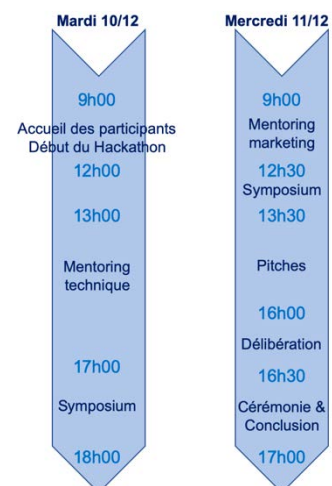 Mardi 10/12
9h00
Accueil des participants
Début du Hackathon
12h00
13h00
Mentoring
technique
17h00
Symposium
18h00
Mercredi 11/12
9h00
Mentoring
marketing
12h30
Symposium
13h30
Pitches
16h00
Délibération
16h30
Cérémonie &
Conclusion
17h00